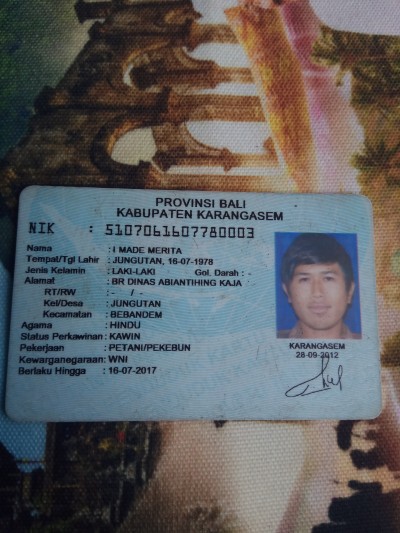 PROVINSI BALI
KABUPATEN KARANGASEM
NIK : 5107061607780003
Nama : I MADE MERITA
Tempat/Tgl Lahir : JUNGUTAN, 16-07-1978
Jenis Kelamin : LAKI-LAKI Gol. Darah : -
Alamat : BR DINAS ABIANTIHING KAJA
RT/RW : - / -
Kel/Desa : JUNGUTAN
Kecamatan : BEBANDEM
Agama : HINDU
Status Perkawinan : KAWIN
Pekerjaan : PETANI/PEKEBUN
Kewarganegaraan : WNI
Berlaku Hingga : 16-07-2017
KARANGASEM
28-09-2012